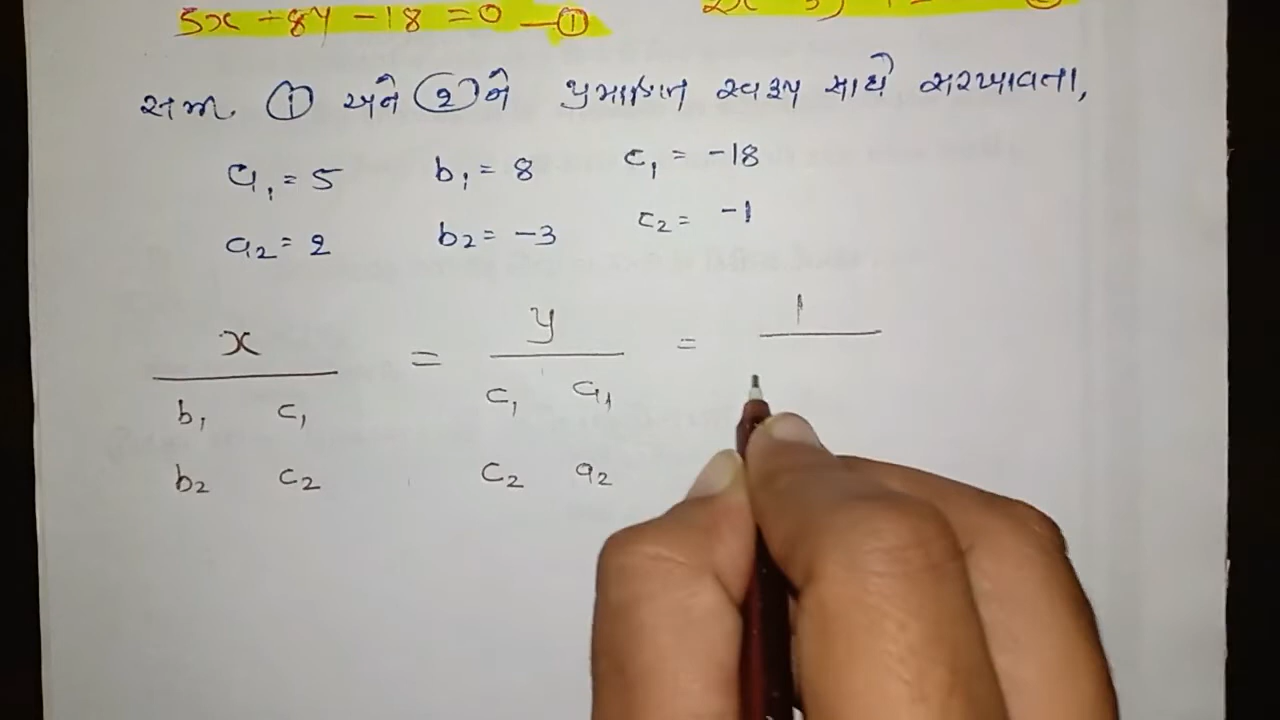 5x + 8y - 18 = 0 —①
સમ. ① અને ② ને પ્રમાણિત સ્વરૂપ સાથે સરખાવતા,
a₁ = 5 b₁ = 8 c₁ = -18
a₂ = 2 b₂ = -3 c₂ = -1
x = y = 1
b₁ c₁ c₁ a₁
b₂ c₂ c₂ a₂